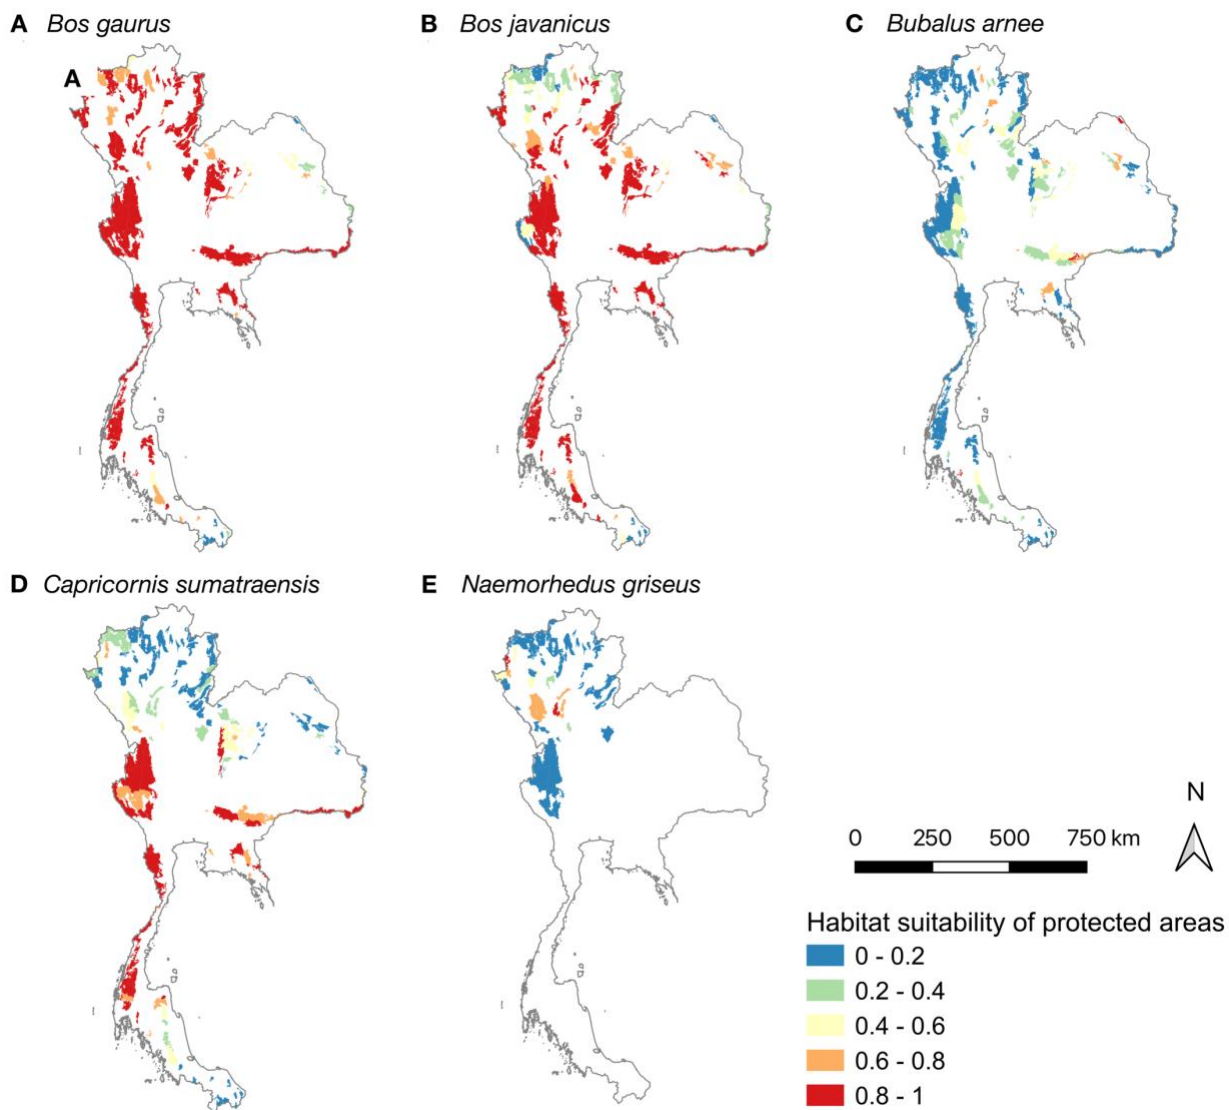 A Bos gaurus
B Bos javanicus
C Bubalus arnee
A
D Capricornis sumatraensis
E Naemorhedus griseus
N
0 250 500 750 km
Habitat suitability of protected areas
0 - 0.2
0.2 - 0.4
0.4 - 0.6
0.6 - 0.8
0.8 - 1